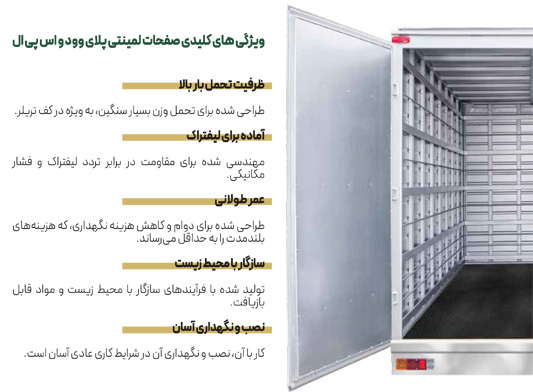 ویژگی های کلیدی صفحات لمینتی پلای وود و اس پی ال
ظرفیت تحمل بار بالا
طراحی شده برای تحمل وزن بسیار سنگین، به ویژه در کف تریلر.
آماده برای لیفتراک
مهندسی شده برای مقاومت در برابر تردد لیفتراک و فشار
مکانیکی.
عمر طولانی
طراحی شده برای دوام و کاهش هزینه نگهداری، که هزینه‌های
بلندمدت را به حداقل می‌رساند.
سازگار با محیط زیست
تولید شده با فرآیندهای سازگار با محیط زیست و مواد قابل
بازیافت.
نصب و نگهداری آسان
کار با آن، نصب و نگهداری آن در شرایط کاری عادی آسان است.